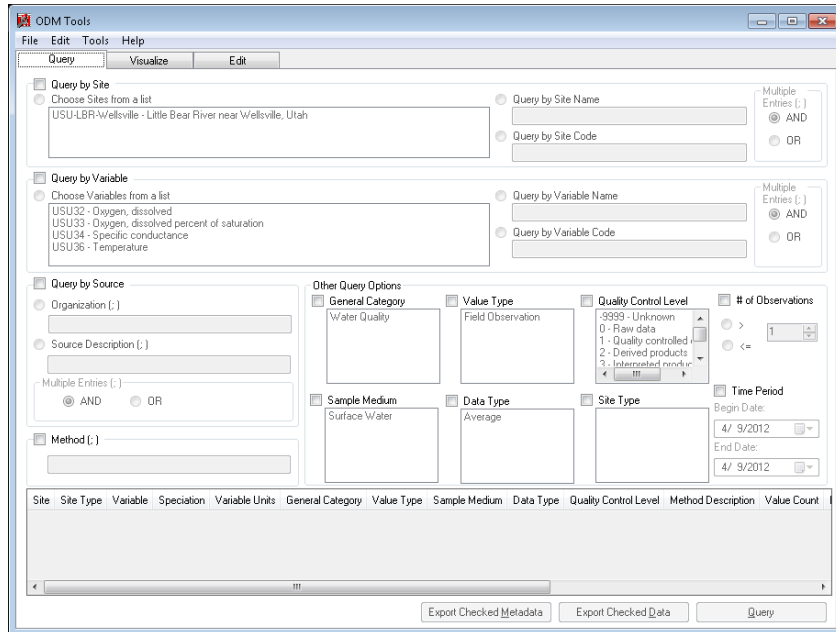 ODM Tools
File Edit Tools Help
Query Visualize Edit
Query by Site
Choose Sites from a list
USU-LBR-Wellsville - Little Bear River near Wellsville, Utah
Query by Site Name
Query by Site Code
Multiple
Entries (; )
AND
OR
Query by Variable
Choose Variables from a list
USU32 - Oxygen, dissolved
USU33 - Oxygen, dissolved percent of saturation
USU34 - Specific conductance
USU36 - Temperature
Query by Variable Name
Query by Variable Code
Multiple
Entries (; )
AND
OR
Query by Source
Organization (; )
Source Description (; )
Multiple Entries (; )
AND OR
Method (; )
Other Query Options
General Category
Water Quality
Value Type
Field Observation
Quality Control Level
-9999 - Unknown
0 - Raw data
1 - Quality controlled
2 - Derived products
3 - Interpreted produc
# of Observations
>
<=
1
Sample Medium
Surface Water
Data Type
Average
Site Type
Time Period
Begin Date:
4/ 9/2012
End Date:
4/ 9/2012
Site Site Type Variable Speciation Variable Units General Category Value Type Sample Medium Data Type Quality Control Level Method Description Value Count
Export Checked Metadata Export Checked Data Query